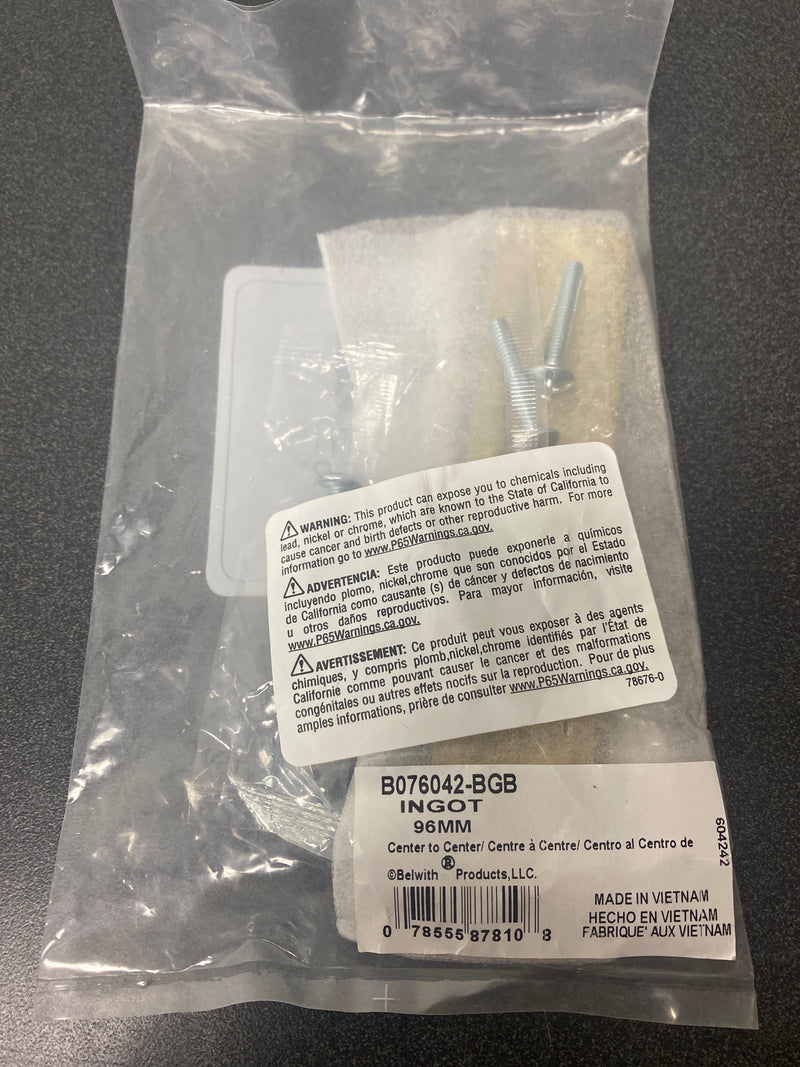 ⚠ WARNING: This product can expose you to chemicals including
lead, nickel or chrome, which are known to the State of California to
cause cancer and birth defects or other reproductive harm. For more
information go to www.P65Warnings.ca.gov.
⚠ ADVERTENCIA: Este producto puede exponerle a químicos
incluyendo plomo, nickel,chrome que son conocidos por el Estado
de California como causante (s) de cáncer y defectos de nacimiento
u otros daños reproductivos. Para mayor información, visite
www.P65Warnings.ca.gov.
⚠ AVERTISSEMENT: Ce produit peut vous exposer à des agents
chimiques, y compris plomb,nickel,chrome identifiés par l'État de
Californie comme pouvant causer le cancer et des malformations
congénitales ou autres effets nocifs sur la reproduction. Pour de plus
amples informations, prière de consulter www.P65Warnings.ca.gov.
78676-0
B076042-BGB
INGOT
96MM
Center to Center/ Centre à Centre/ Centro al Centro de
©Belwith ® Products,LLC.
0 78555 87810 8
MADE IN VIETNAM
HECHO EN VIETNAM
FABRIQUE' AUX VIETNAM
604242